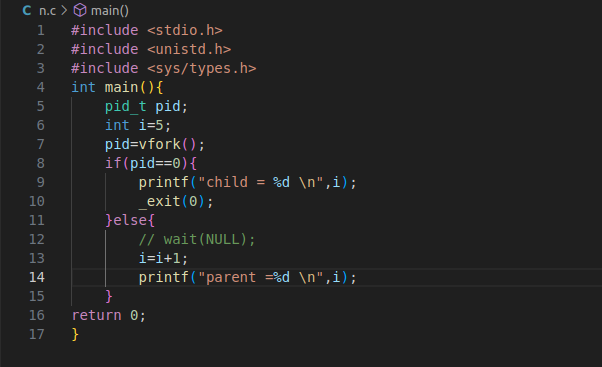 C n.c > main()
1 #include <stdio.h>
2 #include <unistd.h>
3 #include <sys/types.h>
4 int main(){
5     pid_t pid;
6     int i=5;
7     pid=vfork();
8     if(pid==0){
9         printf("child = %d \n",i);
10         _exit(0);
11     }else{
12         // wait(NULL);
13         i=i+1;
14         printf("parent =%d \n",i);
15     }
16 return 0;
17 }